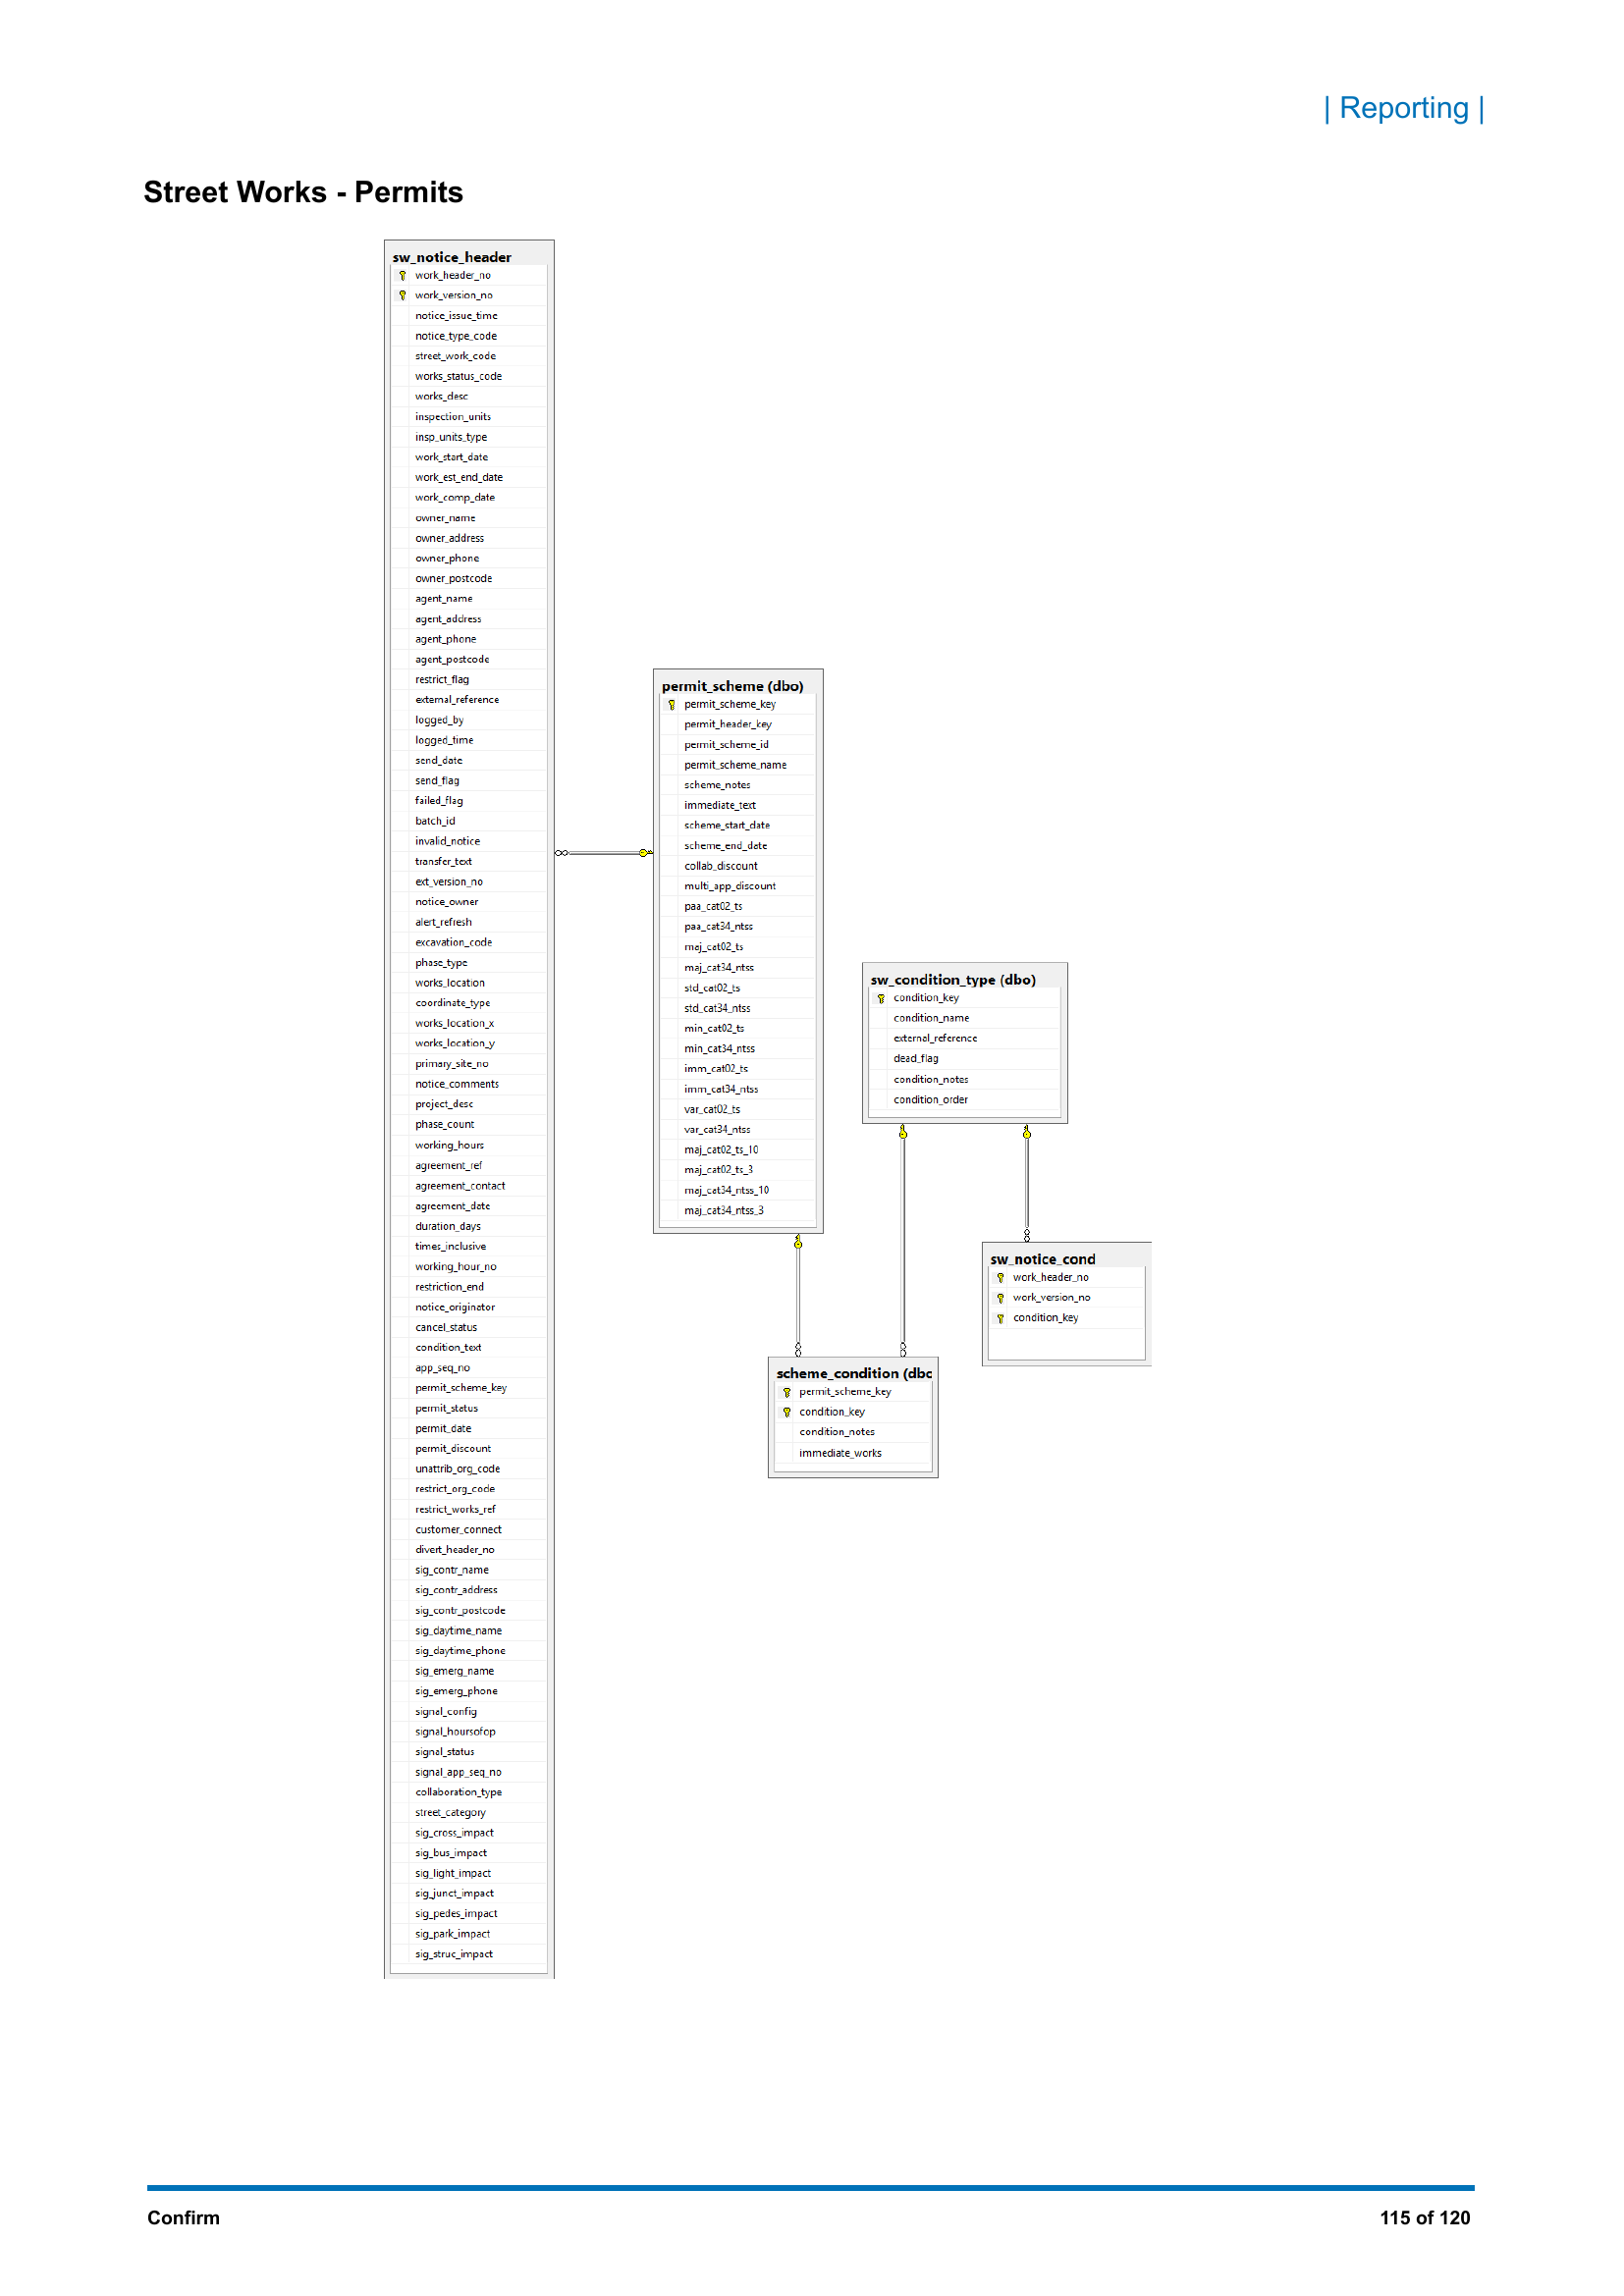 | Reporting |
Street Works - Permits
sw_notice_header
work_header_no
work_version_no
notice_issue_time
notice_type_code
street_work_code
works_status_code
works_desc
inspection_units
insp_units_type
work_start_date
work_est_end_date
work_comp_date
owner_name
owner_address
owner_phone
owner_postcode
agent_name
agent_address
agent_phone
agent_postcode
restrict_flag
external_reference
logged_by
logged_time
send_date
send_flag
failed_flag
batch_id
invalid_notice
transfer_text
ext_version_no
notice_owner
alert_refresh
excavation_code
phase_type
works_location
coordinate_type
works_location_x
works_location_y
primary_site_no
notice_comments
project_desc
phase_count
working_hours
agreement_ref
agreement_contact
agreement_date
duration_days
times_inclusive
working_hour_no
restriction_end
notice_originator
cancel_status
condition_text
app_seq_no
permit_scheme_key
permit_status
permit_date
permit_discount
unattrib_org_code
restrict_org_code
restrict_works_ref
customer_connect
divert_header_no
sig_contr_name
sig_contr_address
sig_contr_postcode
sig_daytime_name
sig_daytime_phone
sig_emerg_name
sig_emerg_phone
signal_config
signal_hoursofop
signal_status
signal_app_seq_no
collaboration_type
street_category
sig_cross_impact
sig_bus_impact
sig_light_impact
sig_junct_impact
sig_pedes_impact
sig_park_impact
sig_struc_impact
permit_scheme (dbo)
permit_scheme_key
permit_header_key
permit_scheme_id
permit_scheme_name
scheme_notes
immediate_text
scheme_start_date
scheme_end_date
collab_discount
multi_app_discount
paa_cat02_ts
paa_cat34_ntss
maj_cat02_ts
maj_cat34_ntss
std_cat02_ts
std_cat34_ntss
min_cat02_ts
min_cat34_ntss
imm_cat02_ts
imm_cat34_ntss
var_cat02_ts
var_cat34_ntss
maj_cat02_ts_10
maj_cat02_ts_3
maj_cat34_ntss_10
maj_cat34_ntss_3
sw_condition_type (dbo)
condition_key
condition_name
external_reference
dead_flag
condition_notes
condition_order
sw_notice_cond
work_header_no
work_version_no
condition_key
scheme_condition (dbc
permit_scheme_key
condition_key
condition_notes
immediate_works
Confirm
115 of 120